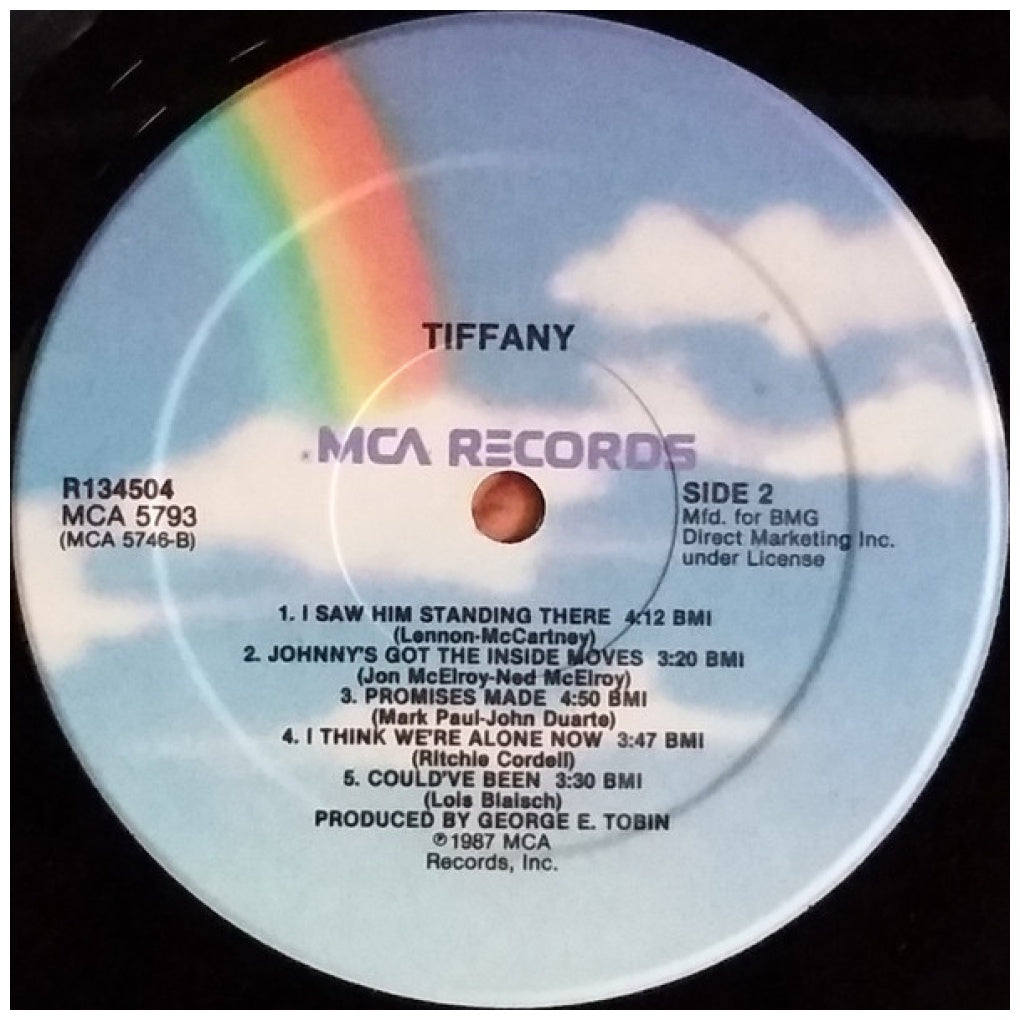 TIFFANY
MCA RECORDS
R134504
MCA 5793
(MCA 5746-B)
SIDE 2
Mfd. for BMG
Direct Marketing Inc.
under License
1. I SAW HIM STANDING THERE 4:12 BMI
(Lennon-McCartney)
2. JOHNNY'S GOT THE INSIDE MOVES 3:20 BMI
(Jon McElroy-Ned McElroy)
3. PROMISES MADE 4:50 BMI
(Mark Paul-John Duarte)
4. I THINK WE'RE ALONE NOW 3:47 BMI
(Ritchie Cordell)
5. COULD'VE BEEN 3:30 BMI
(Lois Blaisch)
PRODUCED BY GEORGE E. TOBIN
℗1987 MCA
Records, Inc.